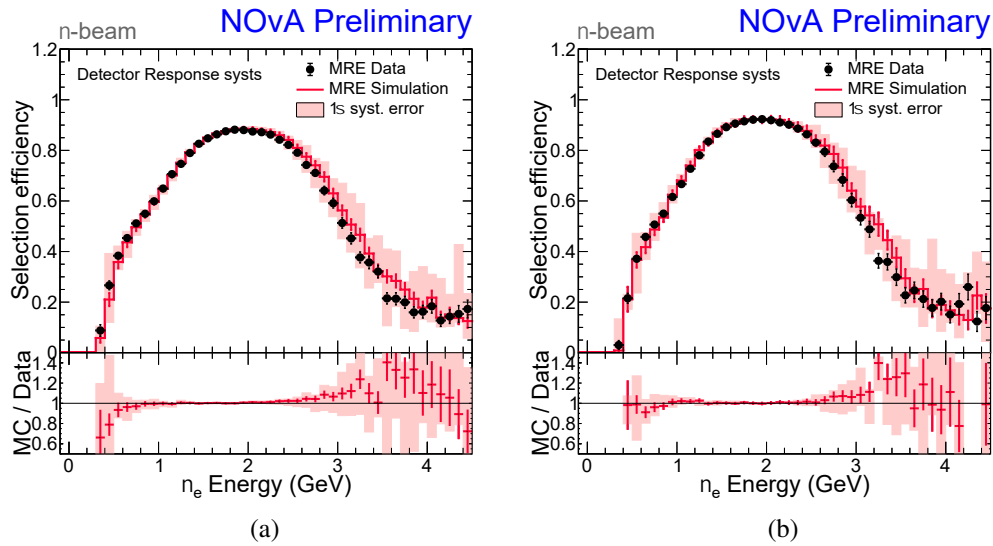 NOvA Preliminary
n-beam
Detector Response systs
MRE Data
MRE Simulation
1s syst. error
Selection efficiency
1.2
1
0.8
0.6
0.4
0.2
0
MC / Data
1.4
1.2
1
0.8
0.6
0 1 2 3 4
ne Energy (GeV)
(a)
NOvA Preliminary
n-beam
Detector Response systs
MRE Data
MRE Simulation
1s syst. error
Selection efficiency
1.2
1
0.8
0.6
0.4
0.2
0
MC / Data
1.4
1.2
1
0.8
0.6
0 1 2 3 4
ne Energy (GeV)
(b)